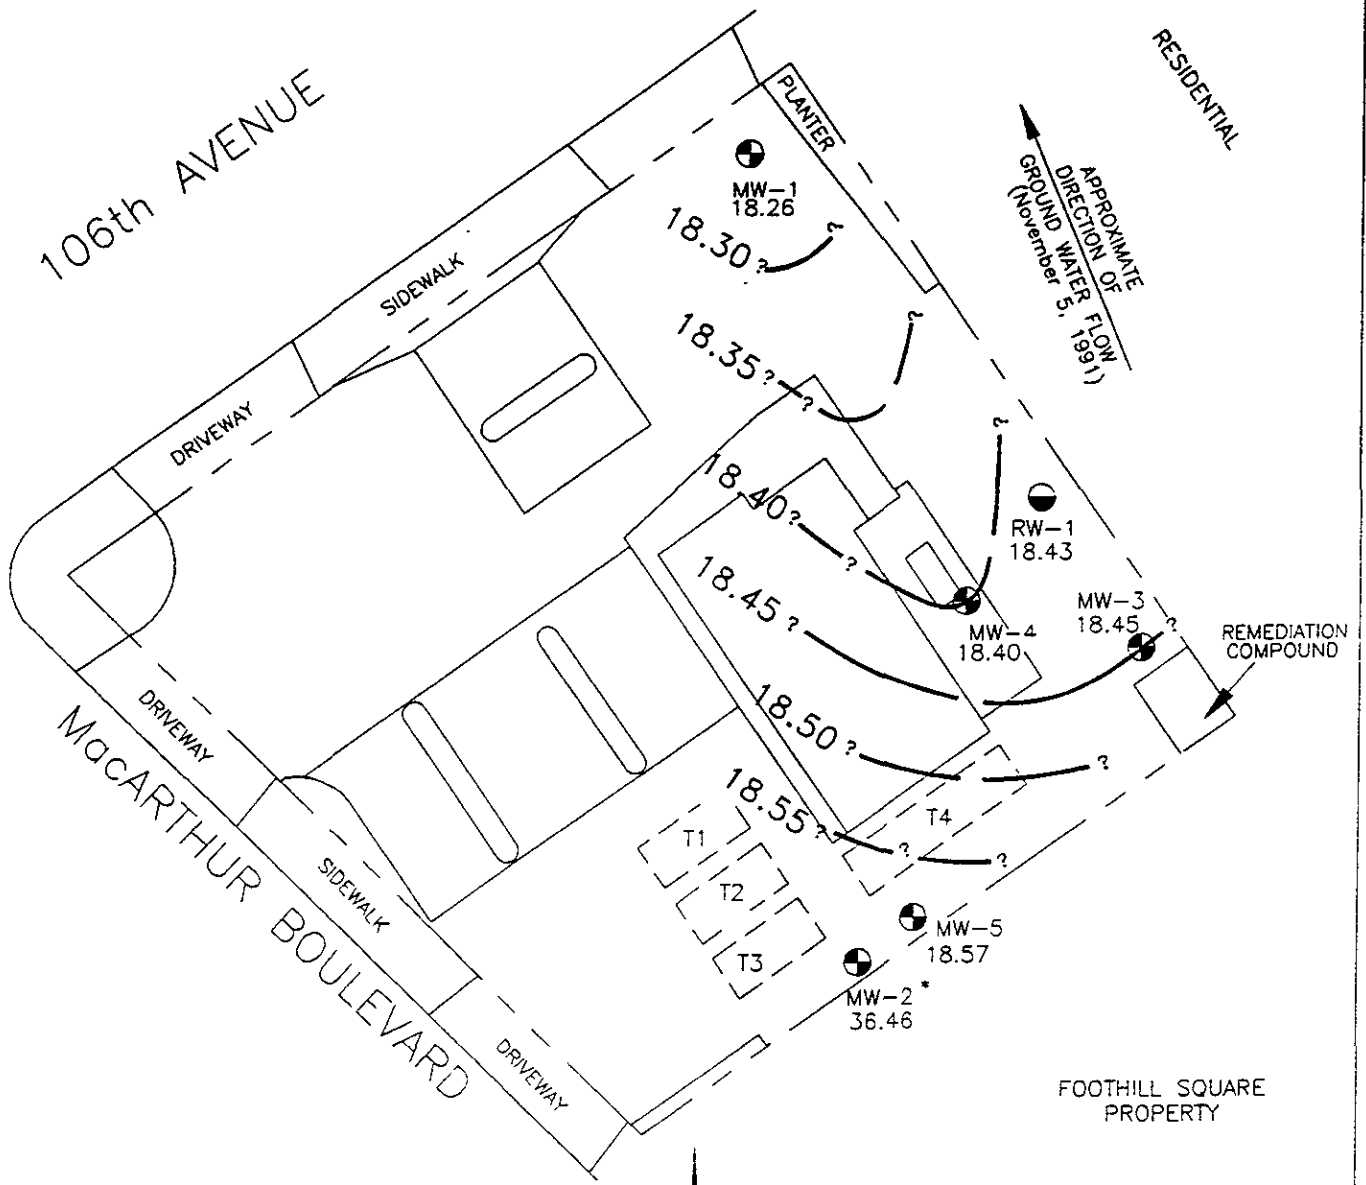 106th AVENUE
RESIDENTIAL
PLANTER
MW-1
18.26
APPROXIMATE
DIRECTION OF
GROUND WATER FLOW
(November 5, 1991)
18.30 ? ?
SIDEWALK
18.35 ? ? ?
DRIVEWAY
18.40 ? ? ?
RW-1
18.43
18.45 ? ?
MW-4
18.40
MW-3
18.45
REMEDIATION
COMPOUND
DRIVEWAY
MacARTHUR BOULEVARD
18.50 ? ?
18.55 ? ? ?
T1
T2
T3
T4
SIDEWALK
MW-5
18.57
MW-2 *
36.46
DRIVEWAY
FOOTHILL SQUARE
PROPERTY